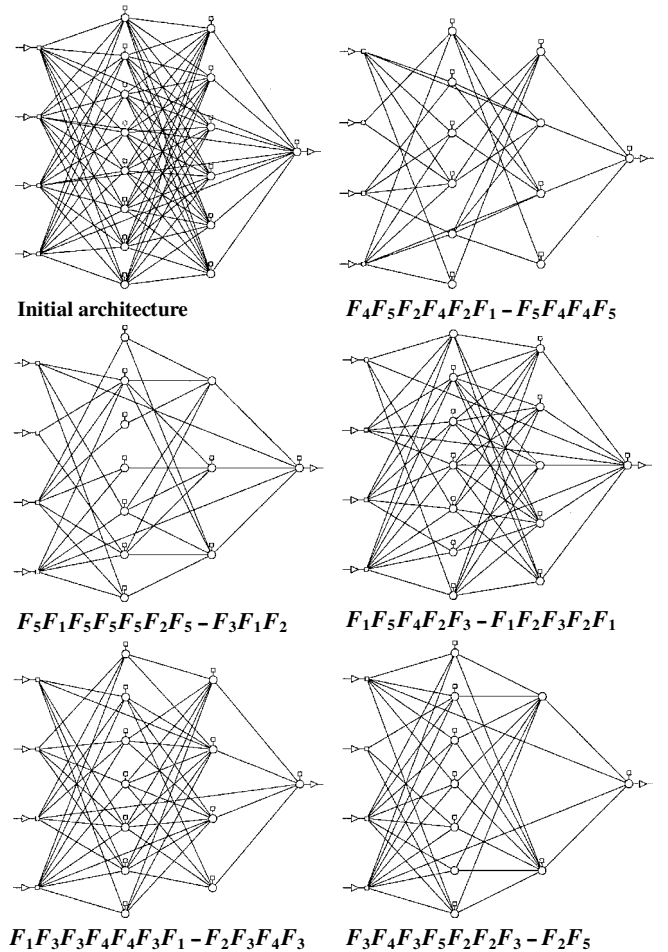 Initial architecture
F₄F₅F₂F₄F₂F₁ – F₅F₄F₄F₅
F₅F₁F₅F₅F₅F₂F₅ – F₃F₁F₂
F₁F₅F₄F₂F₃ – F₁F₂F₃F₂F₁
F₁F₃F₃F₄F₄F₃F₁ – F₂F₃F₄F₃
F₃F₄F₃F₅F₂F₂F₃ – F₂F₅